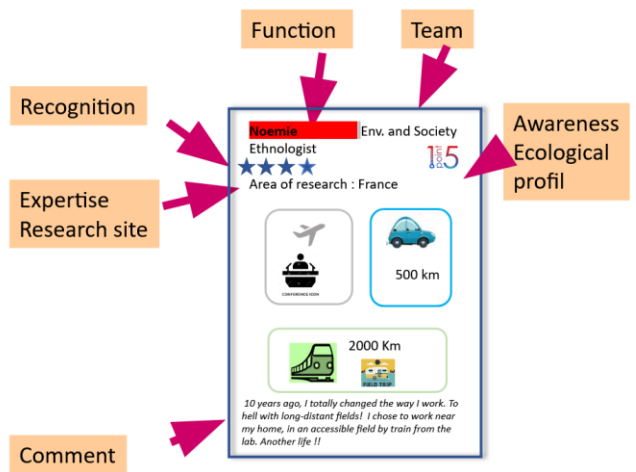 Function
Team
Recognition
Noemie Env. and Society
Ethnologist
1point5
Awareness
Ecological
profil
Area of research : France
Expertise
Research site
CONFERENCE ICON
500 km
2000 Km
FIELD TRIP
10 years ago, I totally changed the way I work. To
hell with long-distant fields! I chose to work near
my home, in an accessible field by train from the
lab. Another life !!
Comment